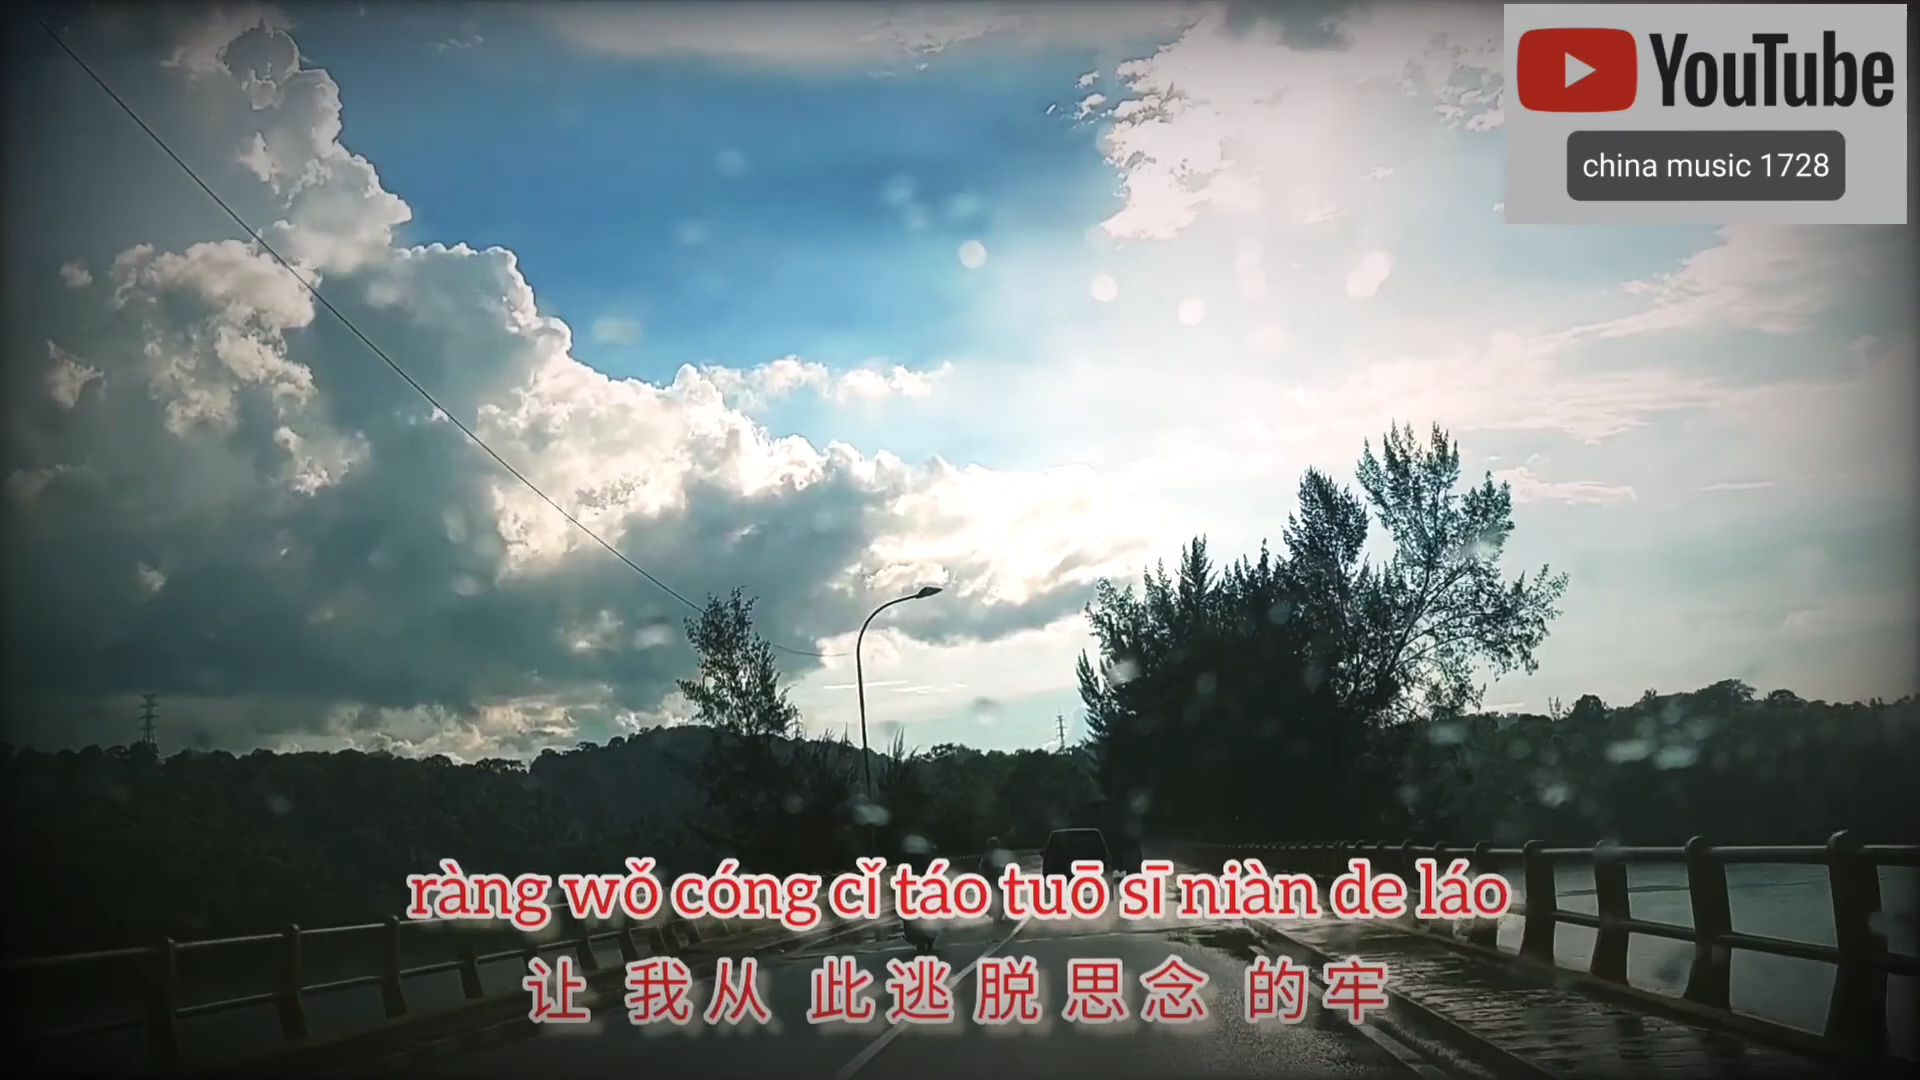 YouTube
china music 1728
ràng wǒ cóng cǐ táo tuō sī niàn de láo
让 我从 此逃脱思念 的牢